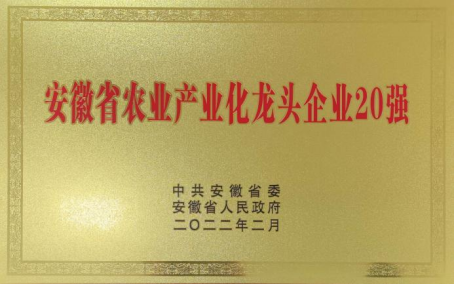 安徽省农业产业化龙头企业20强
中共安徽省委
安徽省人民政府
二〇二二年二月